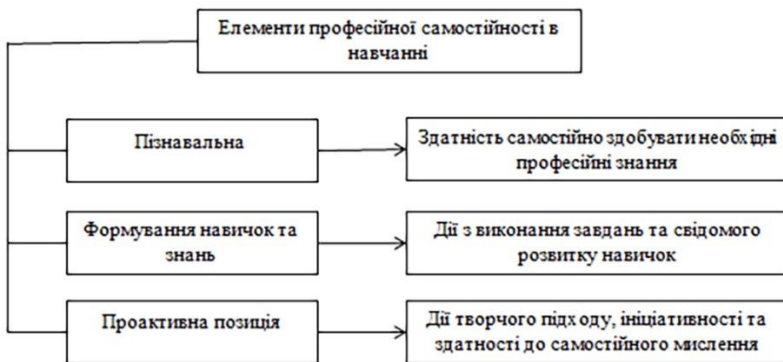 Елементи професійної самостійності в
навчанні
Пізнавальна
Здатність самостійно здобувати необхідні
професійні знання
Формування навичок та
знань
Дії з виконання завдань та свідомого
розвитку навичок
Проактивна позиція
Дії творчого підходу, ініціативності та
здатності до самостійного мислення